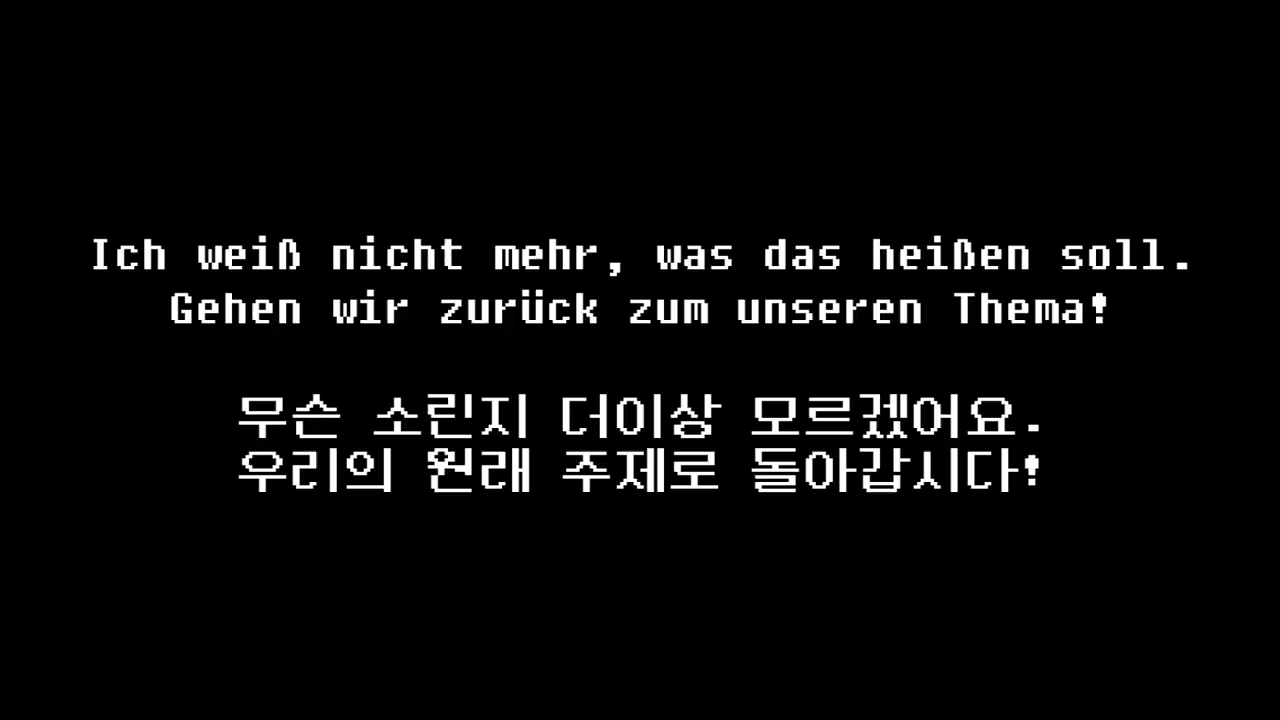 Ich weiß nicht mehr, was das heißen soll.
Gehen wir zurück zum unseren Thema!
무슨 소린지 더이상 모르겠어요.
우리의 원래 주제로 돌아갑시다!